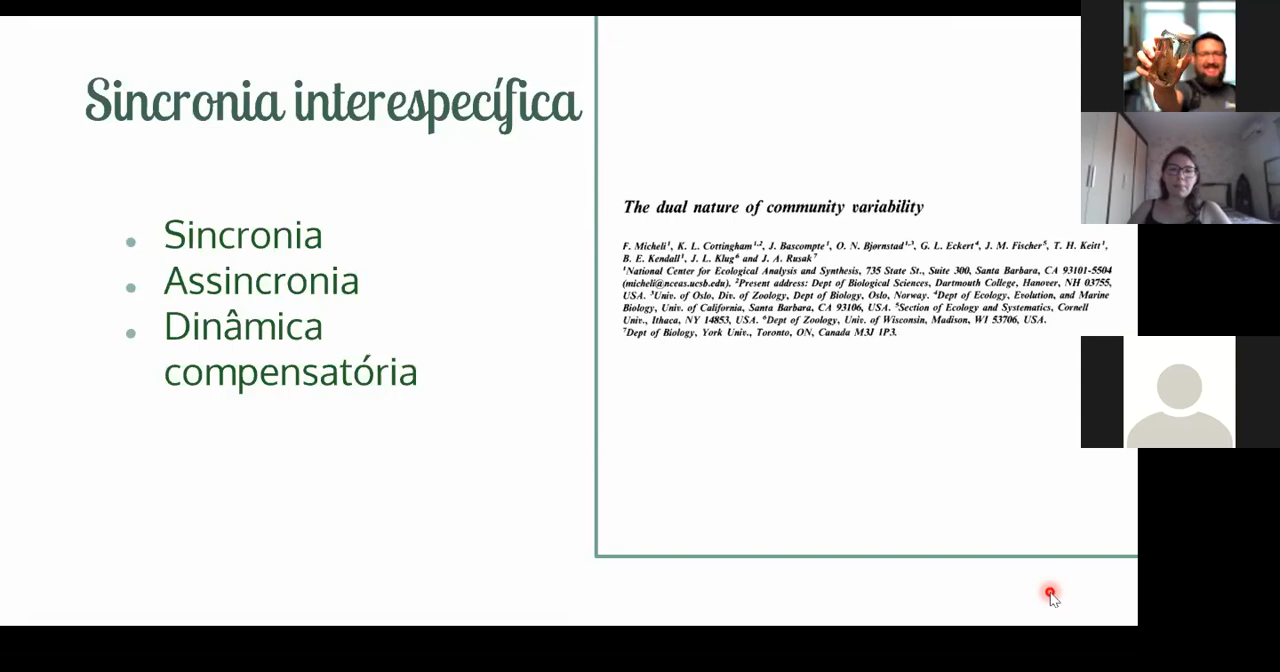 Sincronia interespecífica
Sincronia
Assincronia
Dinâmica
compensatória
The dual nature of community variability
F. Micheli¹, K. L. Cottingham¹,², J. Bascompte¹, O. N. Bjørnstad¹,³, G. L. Eckert⁴, J. M. Fischer⁵, T. H. Keitt¹,
B. E. Kendall¹, J. L. Klug⁶ and J. A. Rusak⁷
¹National Center for Ecological Analysis and Synthesis, 735 State St., Suite 300, Santa Barbara, CA 93101-5504
(micheli@nceas.ucsb.edu). ²Present address: Dept of Biological Sciences, Dartmouth College, Hanover, NH 03755,
USA. ³Univ. of Oslo, Div. of Zoology, Dept of Biology, Oslo, Norway. ⁴Dept of Ecology, Evolution, and Marine
Biology, Univ. of California, Santa Barbara, CA 93106, USA. ⁵Section of Ecology and Systematics, Cornell
Univ., Ithaca, NY 14853, USA. ⁶Dept of Zoology, Univ. of Wisconsin, Madison, WI 53706, USA.
⁷Dept of Biology, York Univ., Toronto, ON, Canada M3J 1P3.